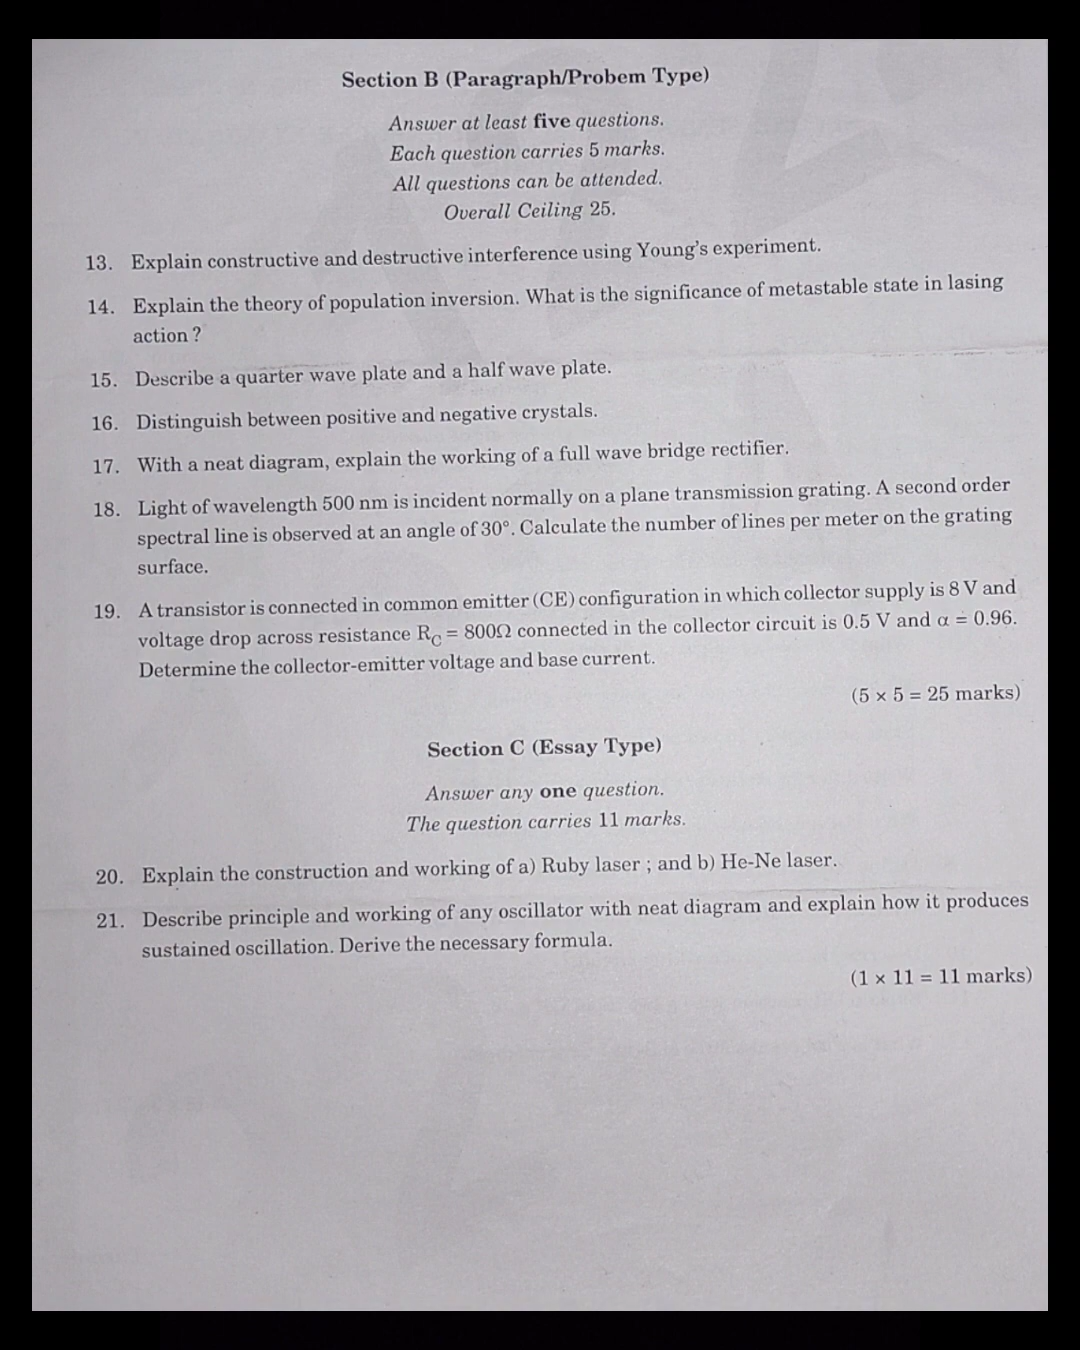 Section B (Paragraph/Probem Type)
Answer at least five questions.
Each question carries 5 marks.
All questions can be attended.
Overall Ceiling 25.
13. Explain constructive and destructive interference using Young's experiment.
14. Explain the theory of population inversion. What is the significance of metastable state in lasing
action ?
15. Describe a quarter wave plate and a half wave plate.
16. Distinguish between positive and negative crystals.
17. With a neat diagram, explain the working of a full wave bridge rectifier.
18. Light of wavelength 500 nm is incident normally on a plane transmission grating. A second order
spectral line is observed at an angle of 30°. Calculate the number of lines per meter on the grating
surface.
19. A transistor is connected in common emitter (CE) configuration in which collector supply is 8 V and
voltage drop across resistance R_C = 800Ω connected in the collector circuit is 0.5 V and α = 0.96.
Determine the collector-emitter voltage and base current.
(5 × 5 = 25 marks)
Section C (Essay Type)
Answer any one question.
The question carries 11 marks.
20. Explain the construction and working of a) Ruby laser ; and b) He-Ne laser.
21. Describe principle and working of any oscillator with neat diagram and explain how it produces
sustained oscillation. Derive the necessary formula.
(1 × 11 = 11 marks)